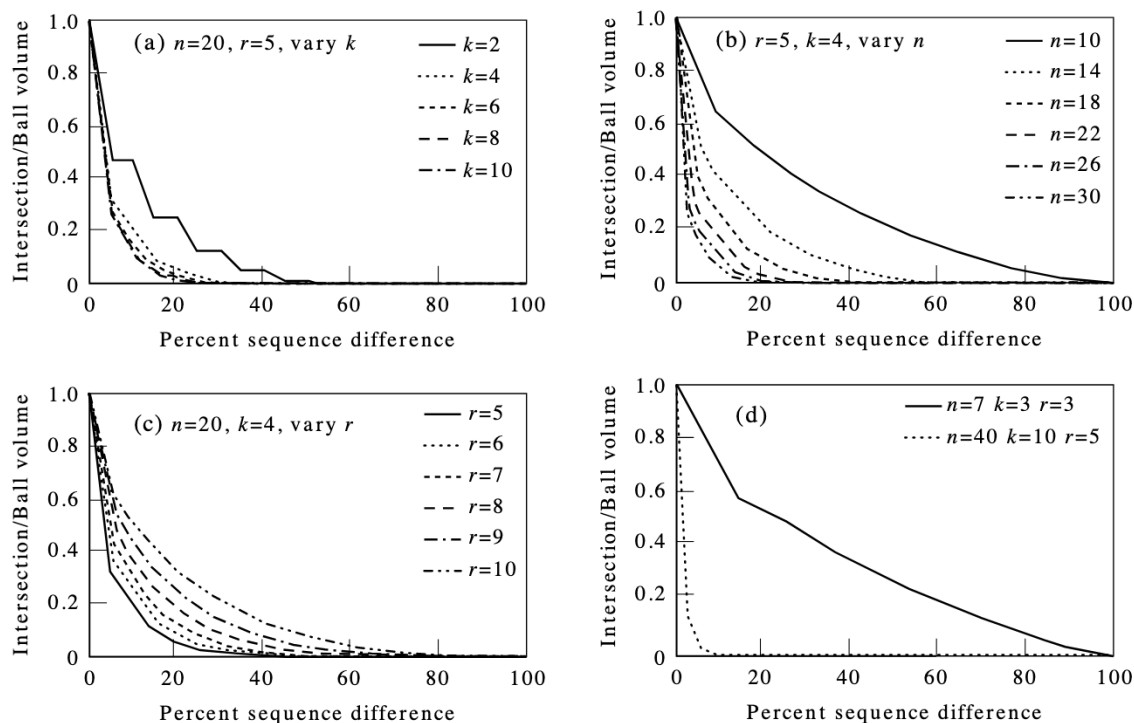 (a) n=20, r=5, vary k
k=2
k=4
k=6
k=8
k=10
1.0
0.8
0.6
0.4
0.2
0
0 20 40 60 80 100
Intersection/Ball volume
Percent sequence difference
(b) r=5, k=4, vary n
n=10
n=14
n=18
n=22
n=26
n=30
1.0
0.8
0.6
0.4
0.2
0
0 20 40 60 80 100
Intersection/Ball volume
Percent sequence difference
(c) n=20, k=4, vary r
r=5
r=6
r=7
r=8
r=9
r=10
1.0
0.8
0.6
0.4
0.2
0
0 20 40 60 80 100
Intersection/Ball volume
Percent sequence difference
(d)
n=7 k=3 r=3
n=40 k=10 r=5
1.0
0.8
0.6
0.4
0.2
0
0 20 40 60 80 100
Intersection/Ball volume
Percent sequence difference